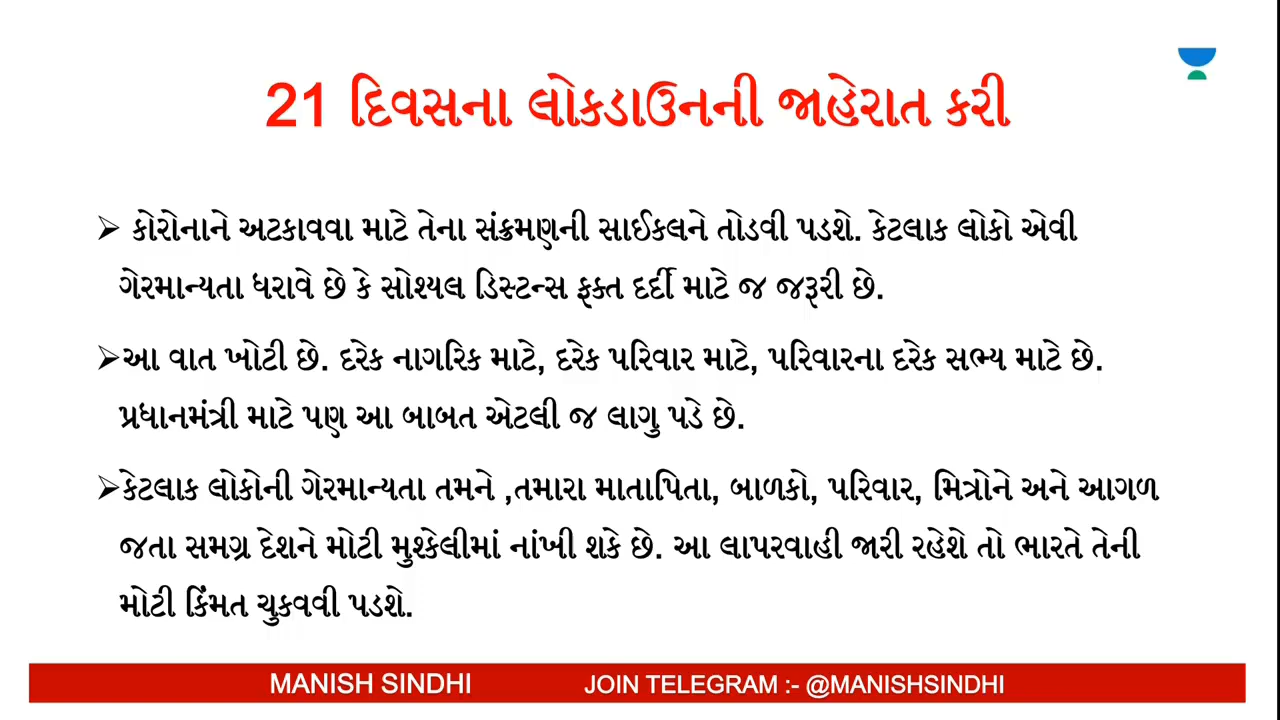 21 દિવસના લોકડાઉનની જાહેરાત કરી
➢ કોરોનાને અટકાવવા માટે તેના સંક્રમણની સાઈકલને તોડવી પડશે. કેટલાક લોકો એવી
ગેરમાન્યતા ધરાવે છે કે સોશ્યલ ડિસ્ટન્સ ફક્ત દર્દી માટે જ જરૂરી છે.
➢આ વાત ખોટી છે. દરેક નાગરિક માટે, દરેક પરિવાર માટે, પરિવારના દરેક સભ્ય માટે છે.
પ્રધાનમંત્રી માટે પણ આ બાબત એટલી જ લાગુ પડે છે.
➢કેટલાક લોકોની ગેરમાન્યતા તમને ,તમારા માતાપિતા, બાળકો, પરિવાર, મિત્રોને અને આગળ
જતા સમગ્ર દેશને મોટી મુશ્કેલીમાં નાંખી શકે છે. આ લાપરવાહી જારી રહેશે તો ભારતે તેની
મોટી કિંમત ચુકવવી પડશે.
MANISH SINDHI JOIN TELEGRAM :- @MANISHSINDHI